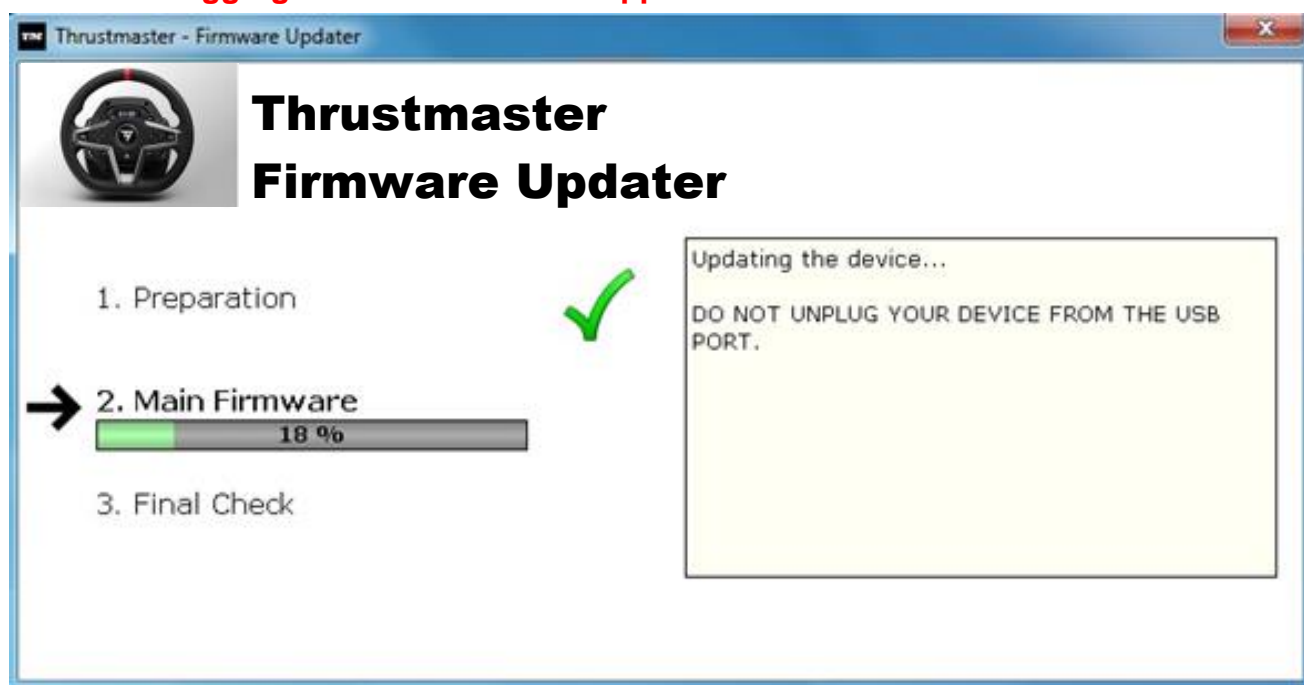 Thrustmaster - Firmware Updater
Thrustmaster
Firmware Updater
1. Preparation
2. Main Firmware
18 %
3. Final Check
Updating the device...
DO NOT UNPLUG YOUR DEVICE FROM THE USB
PORT.